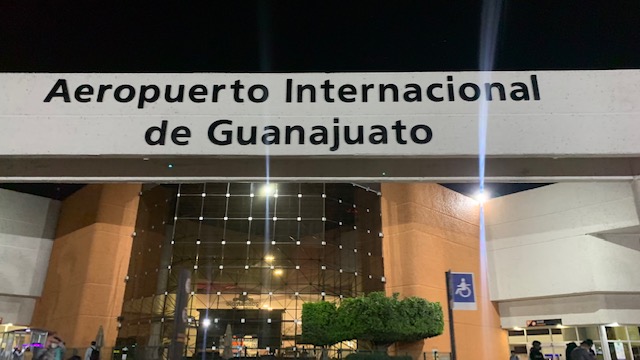 Aeropuerto Internacional
de Guanajuato